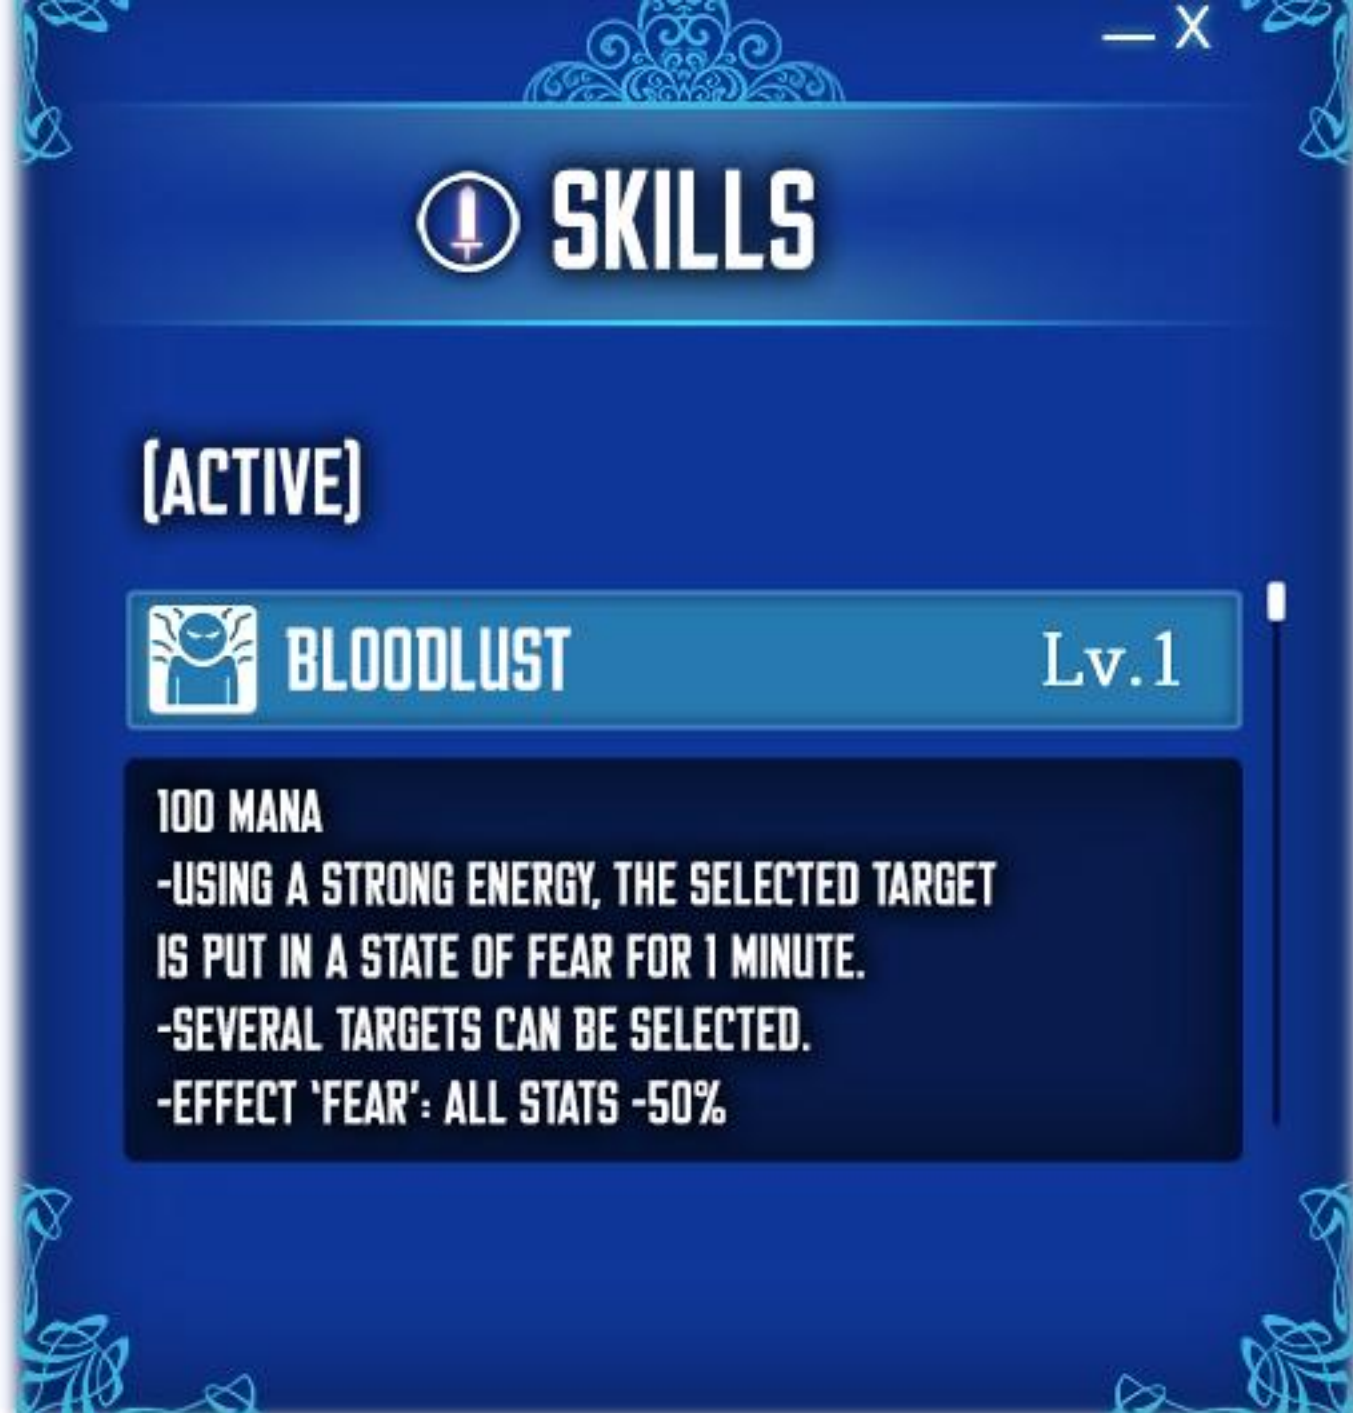 — X
SKILLS
[ACTIVE]
BLOODLUST Lv.1
100 MANA
-USING A STRONG ENERGY, THE SELECTED TARGET
IS PUT IN A STATE OF FEAR FOR 1 MINUTE.
-SEVERAL TARGETS CAN BE SELECTED.
-EFFECT 'FEAR': ALL STATS -50%